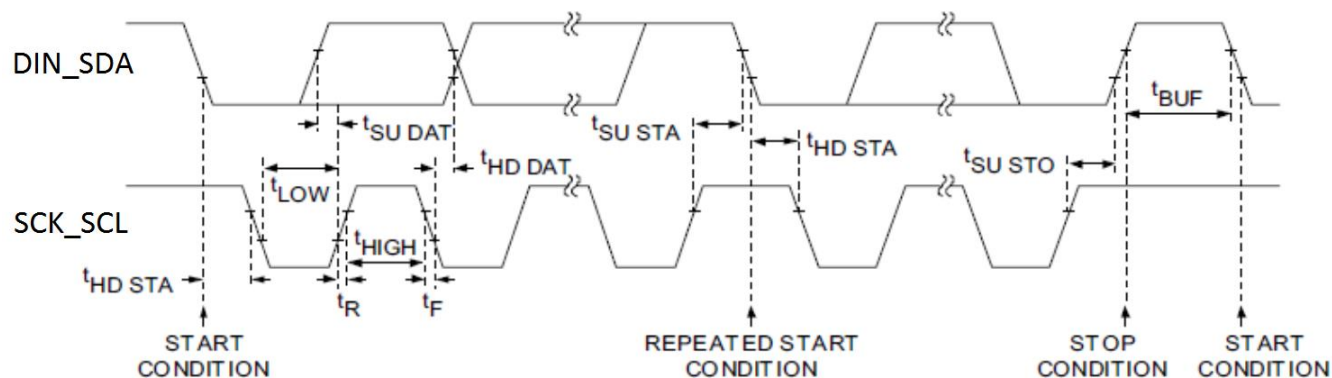 DIN_SDA
tSU DAT
tHD DAT
tSU STA
tHD STA
tSU STO
tBUF
SCK_SCL
tLOW
tHIGH
tHD STA
tR
tF
START
CONDITION
REPEATED START
CONDITION
STOP
CONDITION
START
CONDITION